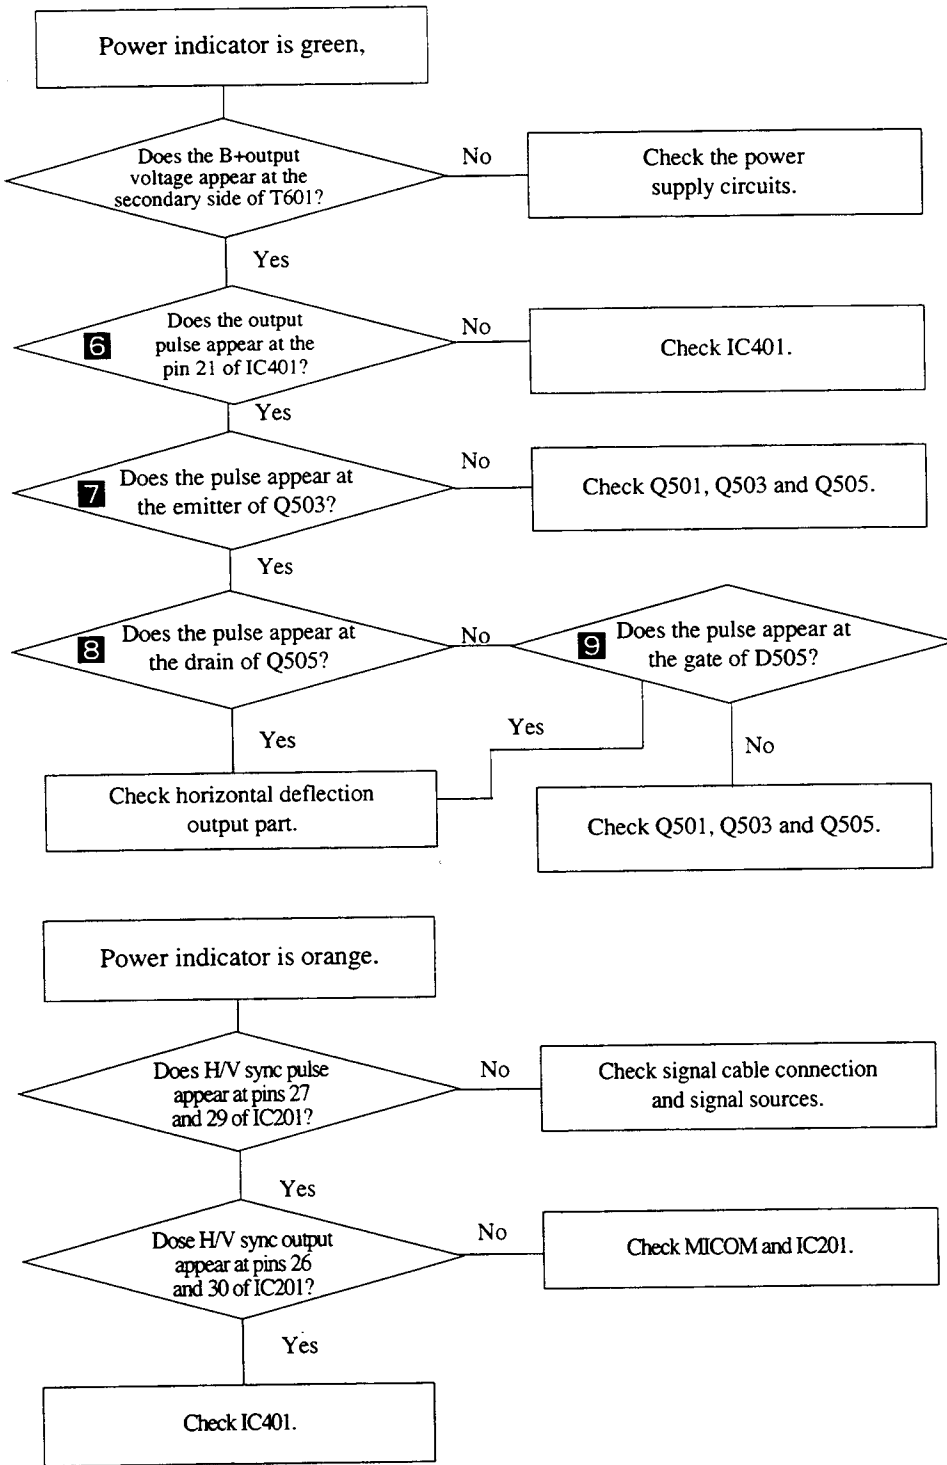 Power indicator is green,
Does the B+output
voltage appear at the
secondary side of T601?
No
Check the power
supply circuits.
Yes
6
Does the output
pulse appear at the
pin 21 of IC401?
No
Check IC401.
Yes
7
Does the pulse appear at
the emitter of Q503?
No
Check Q501, Q503 and Q505.
Yes
8
Does the pulse appear at
the drain of Q505?
No
9
Does the pulse appear at
the gate of D505?
Yes
Yes
No
Check horizontal deflection
output part.
Check Q501, Q503 and Q505.
Power indicator is orange.
Does H/V sync pulse
appear at pins 27
and 29 of IC201?
No
Check signal cable connection
and signal sources.
Yes
Dose H/V sync output
appear at pins 26
and 30 of IC201?
No
Check MICOM and IC201.
Yes
Check IC401.